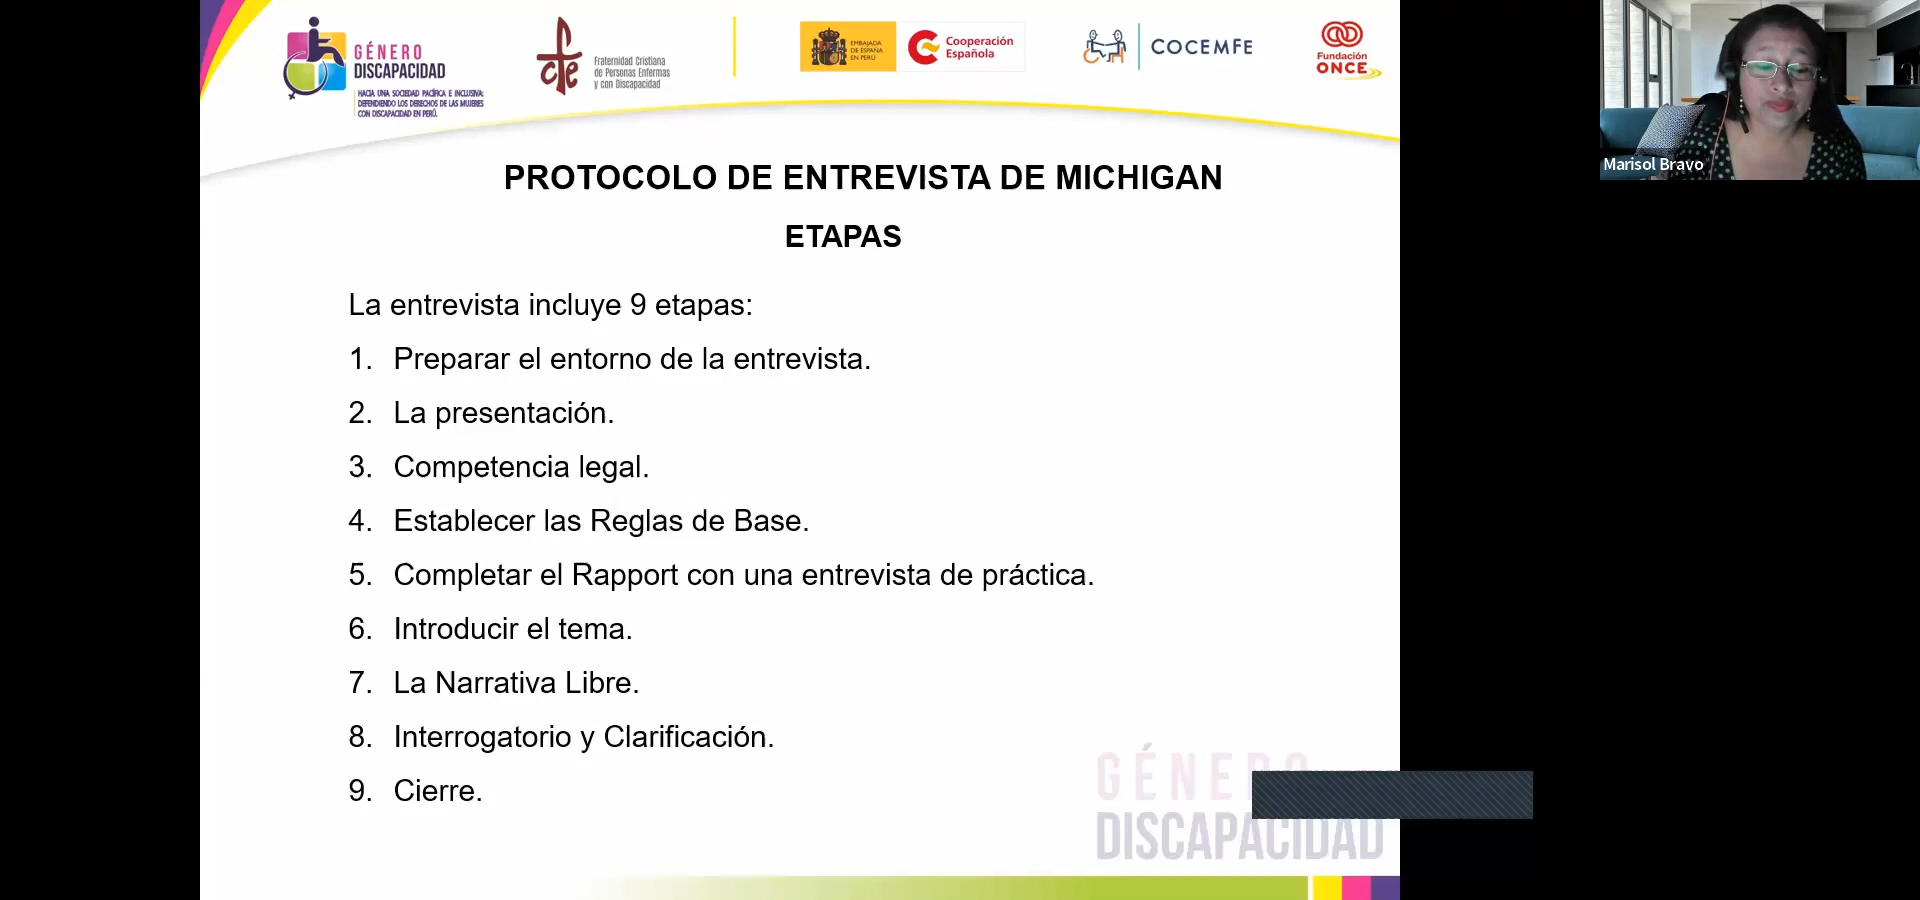 GÉNERO
DISCAPACIDAD
HACIA UNA SOCIEDAD PACÍFICA E INCLUSIVA:
DEFENDIENDO LOS DERECHOS DE LAS MUJERES
CON DISCAPACIDAD EN PERÚ.
cfe
Fraternidad Cristiana
de Personas Enfermas
y con Discapacidad
EMBAJADA
DE ESPAÑA
EN PERÚ
Cooperación
Española
COCEMFE
Fundación
ONCE
Marisol Bravo
PROTOCOLO DE ENTREVISTA DE MICHIGAN
ETAPAS
La entrevista incluye 9 etapas:
1. Preparar el entorno de la entrevista.
2. La presentación.
3. Competencia legal.
4. Establecer las Reglas de Base.
5. Completar el Rapport con una entrevista de práctica.
6. Introducir el tema.
7. La Narrativa Libre.
8. Interrogatorio y Clarificación.
9. Cierre.
GÉNERO
DISCAPACIDAD